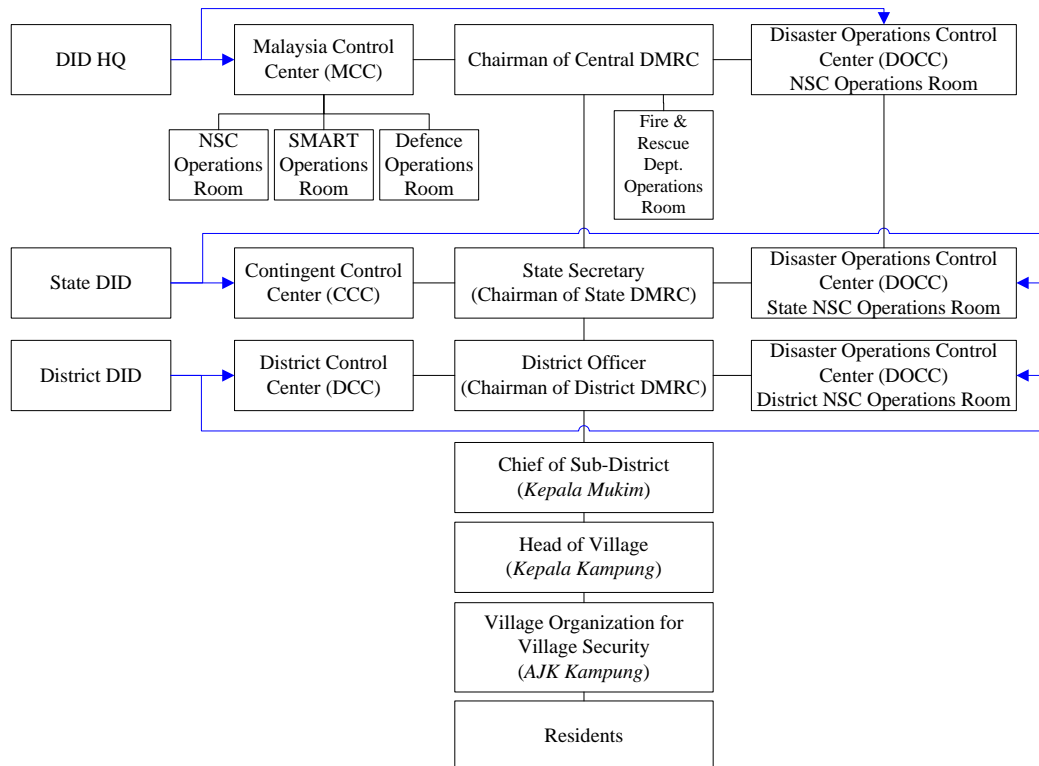 DID HQ
Malaysia Control
Center (MCC)
Chairman of Central DMRC
Disaster Operations Control
Center (DOCC)
NSC Operations Room
NSC
Operations
Room
SMART
Operations
Room
Defence
Operations
Room
Fire &
Rescue
Dept.
Operations
Room
State DID
Contingent Control
Center (CCC)
State Secretary
(Chairman of State DMRC)
Disaster Operations Control
Center (DOCC)
State NSC Operations Room
District DID
District Control
Center (DCC)
District Officer
(Chairman of District DMRC)
Disaster Operations Control
Center (DOCC)
District NSC Operations Room
Chief of Sub-District
(Kepala Mukim)
Head of Village
(Kepala Kampung)
Village Organization for
Village Security
(AJK Kampung)
Residents